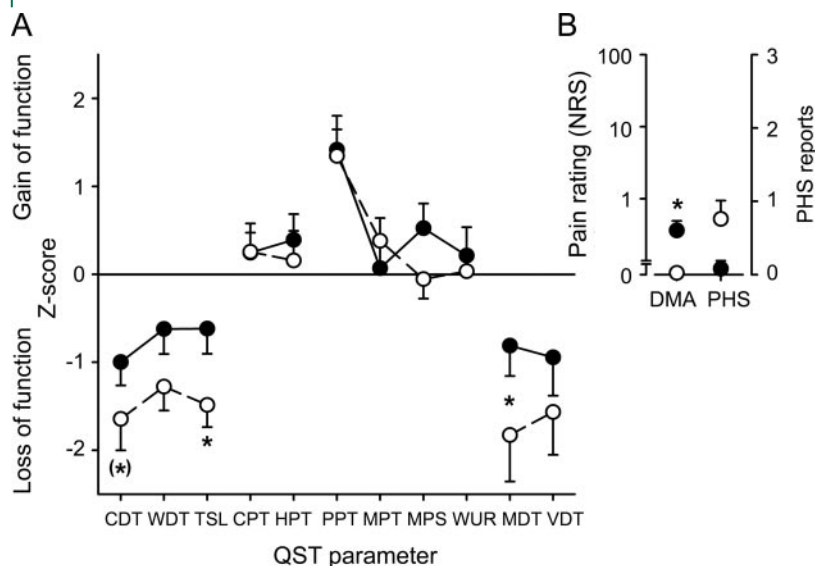 A
B
Gain of function
Z-score
Loss of function
2
1
0
-1
-2
(*)
*
*
CDT WDT TSL CPT HPT PPT MPT MPS WUR MDT VDT
QST parameter
Pain rating (NRS)
100
10
1
0
*
DMA PHS
3
2
1
0
PHS reports